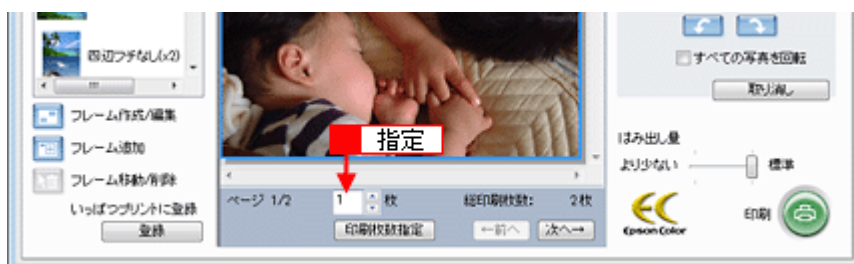 四辺フチなし(x2)
フレーム作成/編集
フレーム追加
フレーム移動/削除
いっぱつプリントに登録
登録
指定
ページ 1/2
1 枚
総印刷枚数: 2枚
印刷枚数指定
←前へ
次へ→
すべての写真を回転
取り消し
はみ出し量
より少ない
標準
Epson Color
印刷